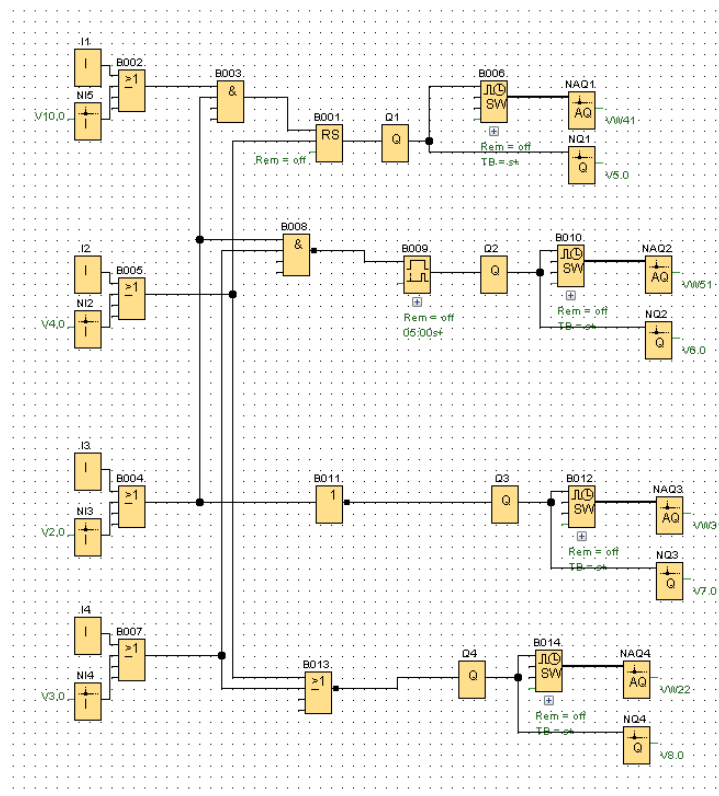 I1
I
B002
>1
NI5
I
V10,0
B003
&
B001
RS
Rem = off
Q1
Q
B006
SW
Rem = off
TB =-s+
NAQ1
AQ
VW41
NQ1
Q
V5.0
I2
I
B005
>1
NI2
I
V4,0
B008
&
B009
Rem = off
05:00s+
Q2
Q
B010
SW
Rem = off
TB =-s+
NAQ2
AQ
VW51
NQ2
Q
V6.0
I3
I
B004
>1
NI3
I
V2,0
B011
1
Q3
Q
B012
SW
Rem = off
TB =-s+
NAQ3
AQ
VW3
NQ3
Q
V7.0
I4
I
B007
>1
NI4
I
V3,0
B013
>1
Q4
Q
B014
SW
Rem = off
TB =-s+
NAQ4
AQ
VW22
NQ4
Q
V8.0